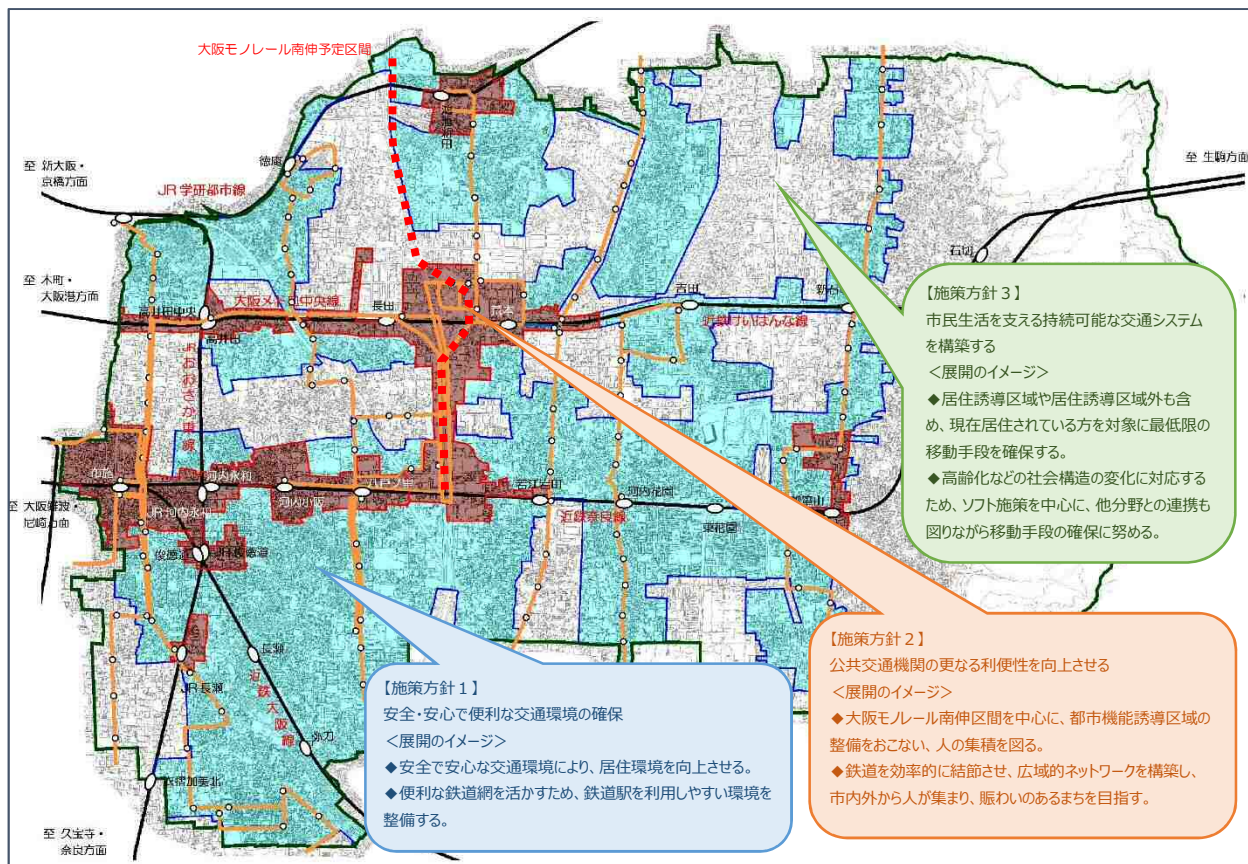 大阪モノレール南伸予定区間
徳庵
至 新大阪・
京橋方面
JR学研都市線
至 生駒方面
石切
至 木町・
大阪港方面
大阪メトロ中央線
長田
荒本
吉田
新石
高井田中央
高井田
近鉄けいはんな線
JRおおさか東線
布施
河内永和
JR河内永和
河内小阪
八戸ノ里
若江岩田
河内花園
東花園
近鉄奈良線
至 大阪難波・
尼崎方面
俊徳道
JR俊徳道
長瀬
JR長瀬
近鉄大阪線
弥刀
衣摺加美北
至 久宝寺・
奈良方面
【施策方針3】
市民生活を支える持続可能な交通システム
を構築する
<展開のイメージ>
◆居住誘導区域や居住誘導区域外も含
め、現在居住されている方を対象に最低限の
移動手段を確保する。
◆高齢化などの社会構造の変化に対応する
ため、ソフト施策を中心に、他分野との連携も
図りながら移動手段の確保に努める。
【施策方針2】
公共交通機関の更なる利便性を向上させる
<展開のイメージ>
◆大阪モノレール南伸区間を中心に、都市機能誘導区域の
整備をおこない、人の集積を図る。
◆鉄道を効率的に結節させ、広域的ネットワークを構築し、
市内外から人が集まり、賑わいのあるまちを目指す。
【施策方針1】
安全・安心で便利な交通環境の確保
<展開のイメージ>
◆安全で安心な交通環境により、居住環境を向上させる。
◆便利な鉄道網を活かすため、鉄道駅を利用しやすい環境を
整備する。